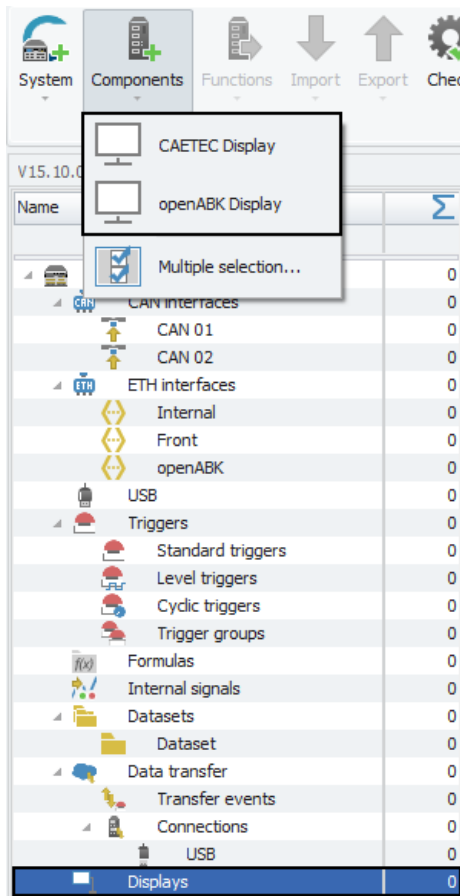 System Components Functions Import Export Chec
CAETEC Display
V15.10.0
Name openABK Display Σ
Multiple selection...
0
CAN CAN interfaces 0
CAN 01 0
CAN 02 0
ETH ETH interfaces 0
Internal 0
Front 0
openABK 0
USB 0
Triggers 0
Standard triggers 0
Level triggers 0
Cyclic triggers 0
Trigger groups 0
f(x) Formulas 0
Internal signals 0
Datasets 0
Dataset 0
Data transfer 0
Transfer events 0
Connections 0
USB 0
Displays 0